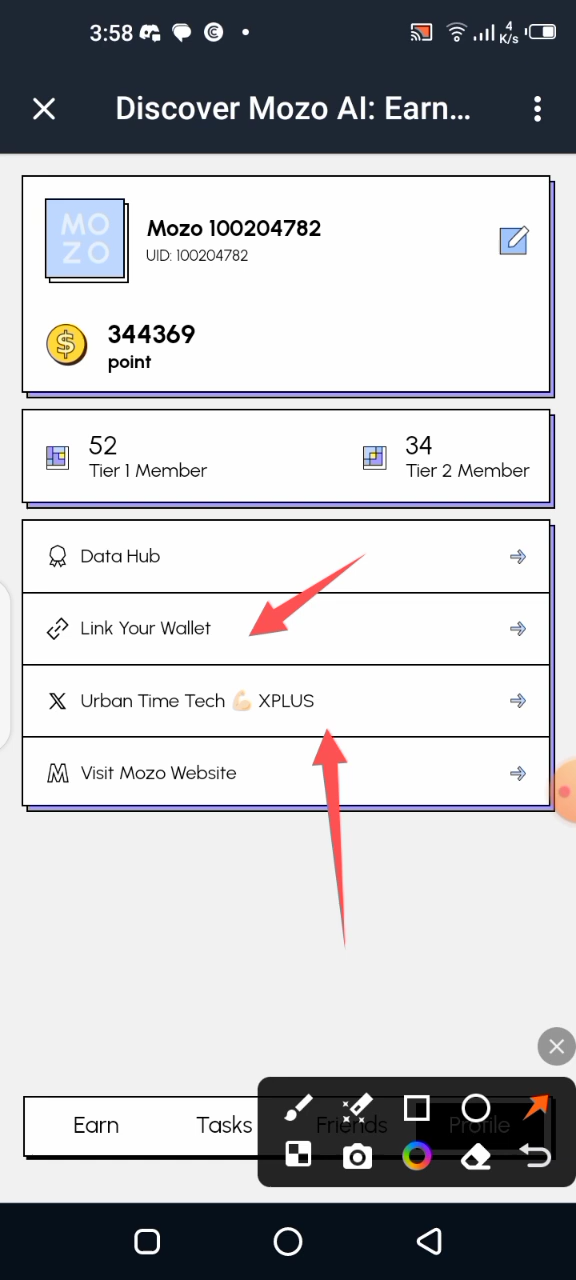 3:58
4
K/s
Discover Mozo AI: Earn...
MO
ZO
Mozo 100204782
UID: 100204782
344369
point
52
Tier 1 Member
34
Tier 2 Member
Data Hub
Link Your Wallet
Urban Time Tech 💪🏻 XPLUS
Visit Mozo Website
Earn
Tasks
Friends
Profile